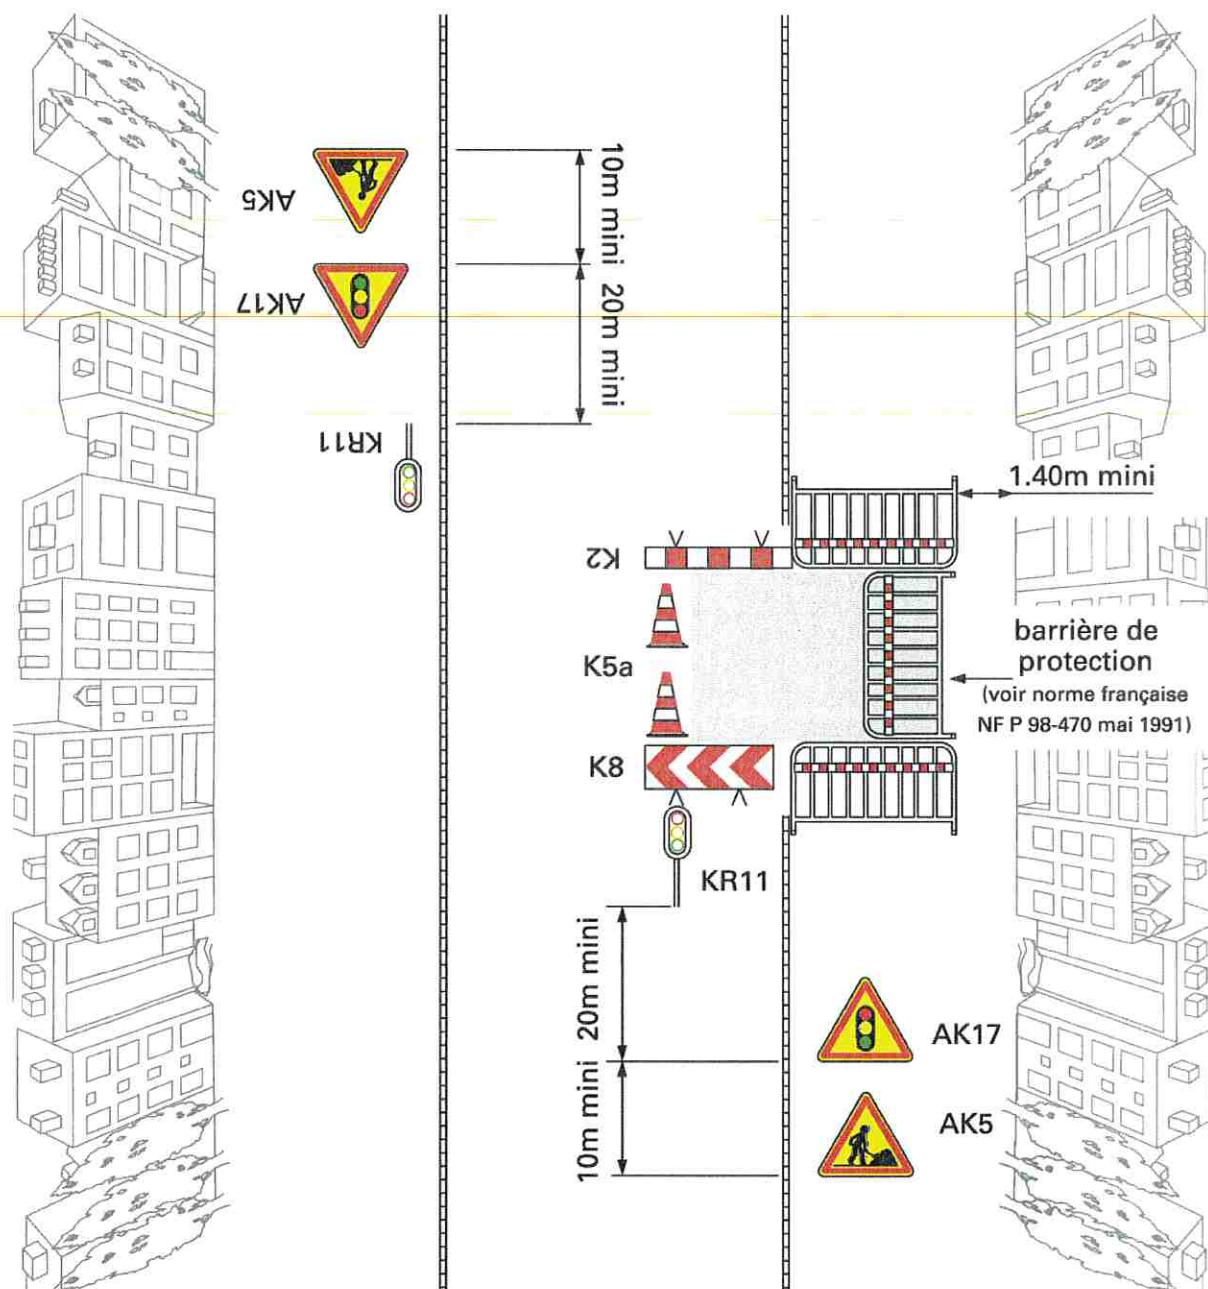 10m mini
AK5
AK17
20m mini
KR11
1.40m mini
K2
barrière de
protection
(voir norme française
NF P 98-470 mai 1991)
K5a
K8
KR11
20m mini
AK17
10m mini
AK5